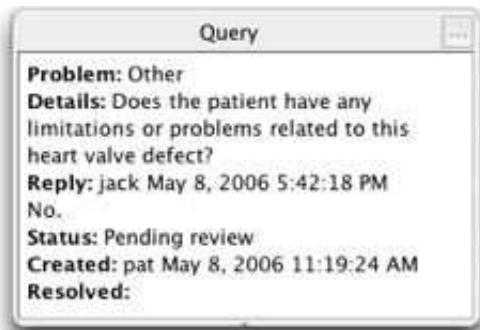 Query
Problem: Other
Details: Does the patient have any
limitations or problems related to this
heart valve defect?
Reply: jack May 8, 2006 5:42:18 PM
No.
Status: Pending review
Created: pat May 8, 2006 11:19:24 AM
Resolved: